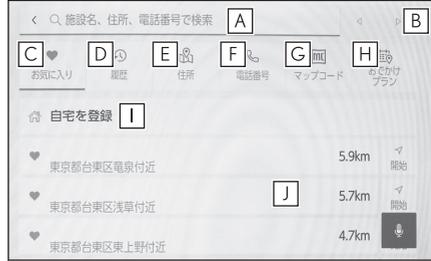 施設名、住所、電話番号で検索 A B
C D E F G H
お気に入り 履歴 住所 電話番号 マップコード おでかけプラン
自宅を登録 I
5.9km
東京都台東区竜泉付近 開始
J 5.7km
東京都台東区浅草付近 開始
4.7km
東京都台東区東上野付近